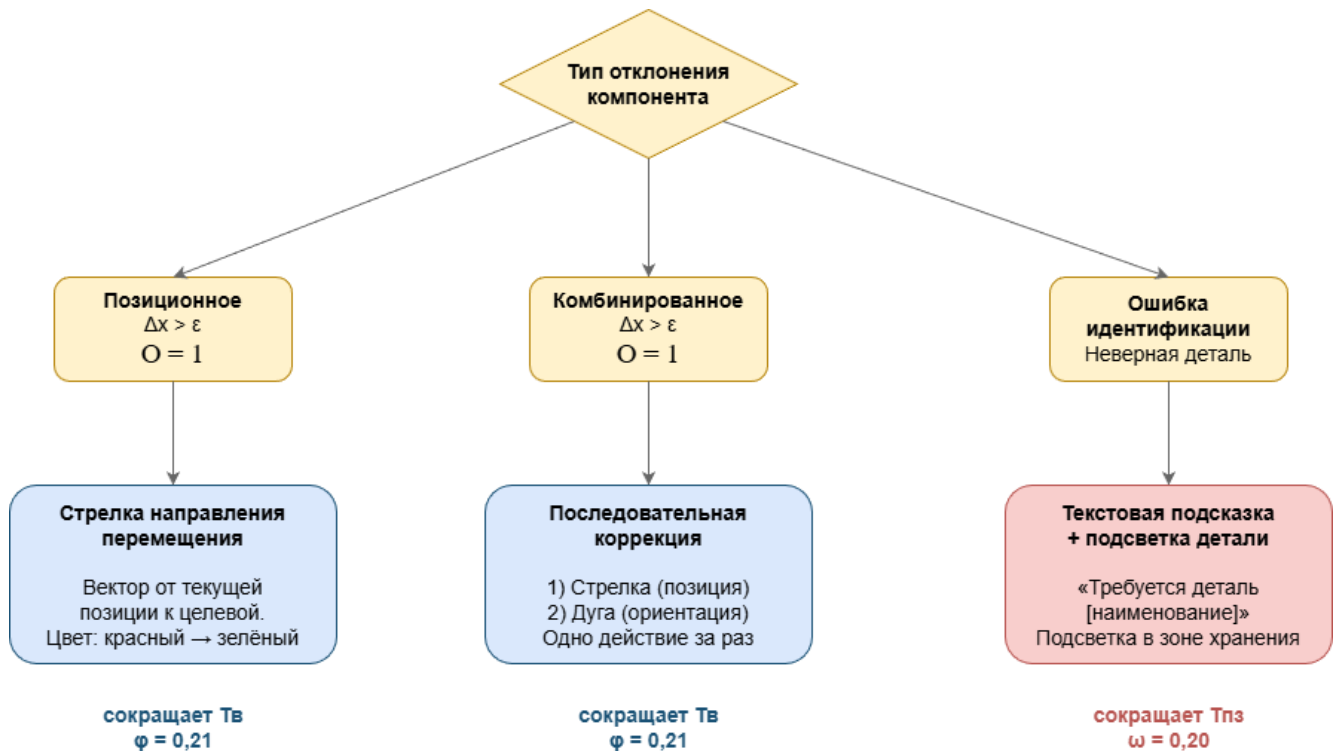 Тип отклонения
компонента
Позиционное
Δx > ε
O = 1
Комбинированное
Δx > ε
O = 1
Ошибка
идентификации
Неверная деталь
Стрелка направления
перемещения
Вектор от текущей
позиции к целевой.
Цвет: красный → зелёный
Последовательная
коррекция
1) Стрелка (позиция)
2) Дуга (ориентация)
Одно действие за раз
Текстовая подсказка
+ подсветка детали
«Требуется деталь
[наименование]»
Подсветка в зоне хранения
сокращает Тв
φ = 0,21
сокращает Тв
φ = 0,21
сокращает Тпз
ω = 0,20